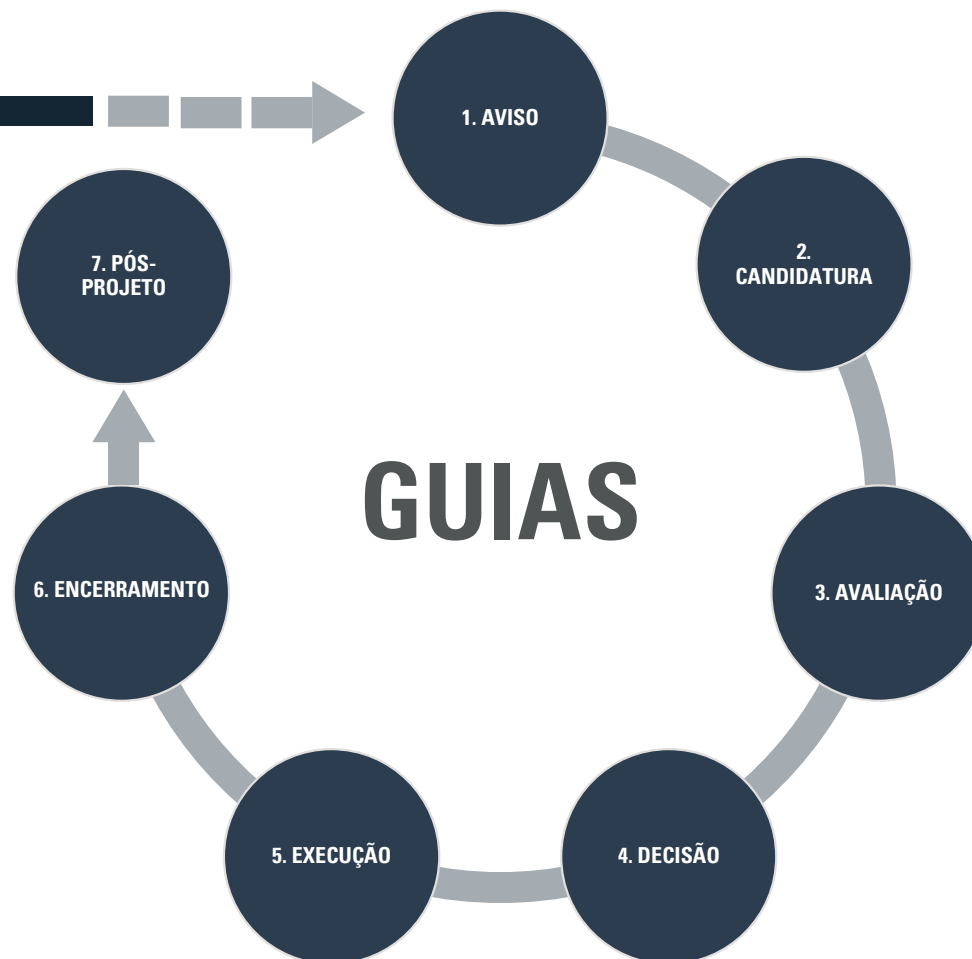 1. AVISO
2.
CANDIDATURA
3. AVALIAÇÃO
4. DECISÃO
5. EXECUÇÃO
6. ENCERRAMENTO
7. PÓS-
PROJETO
GUIAS